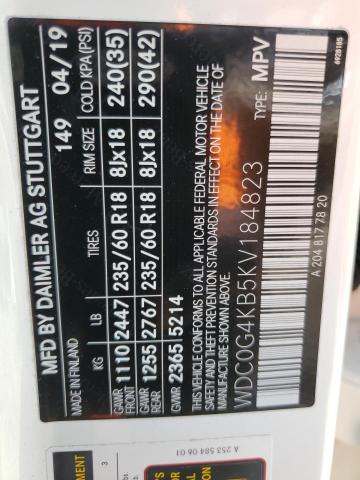 MFD BY DAIMLER AG STUTTGART
MADE IN FINLAND 149 04/19
KG LB TIRES RIM SIZE COLD KPA (PSI)
GAWR FRONT 1110 2447 235/60 R18 8Jx18 240(35)
GAWR REAR 1255 2767 235/60 R18 8Jx18 290(42)
GVWR 2365 5214
THIS VEHICLE CONFORMS TO ALL APPLICABLE FEDERAL MOTOR VEHICLE
SAFETY AND THEFT PREVENTION STANDARDS IN EFFECT ON THE DATE OF
MANUFACTURE SHOWN ABOVE.
WDC0G4KB5KV184823 TYPE: MPV
A 204 817 78 20
6928185
A 253 584 06 01
3